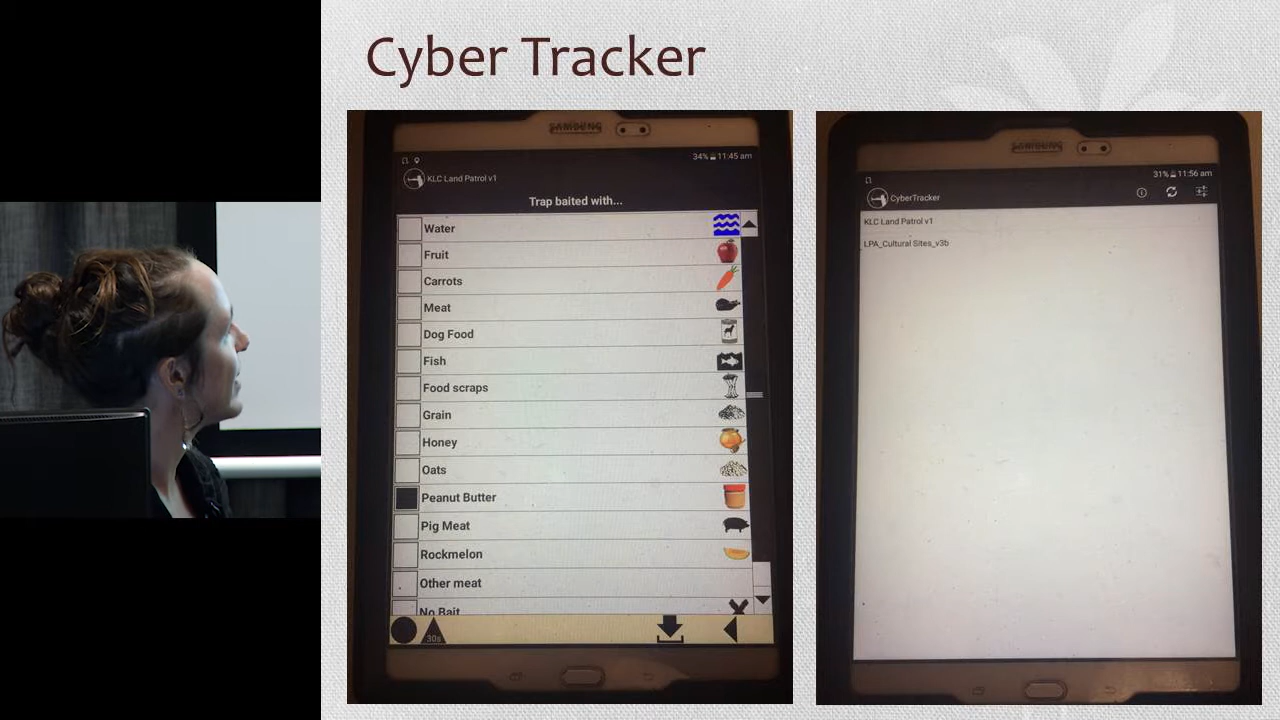 Cyber Tracker
SAMSUNG
34% 11:45 am
KLC Land Patrol v1
Trap baited with...
Water
Fruit
Carrots
Meat
Dog Food
Fish
Food scraps
Grain
Honey
Oats
Peanut Butter
Pig Meat
Rockmelon
Other meat
No Bait
30s
SAMSUNG
31% 11:56 am
CyberTracker
KLC Land Patrol v1
LPA_Cultural Sites_v3b